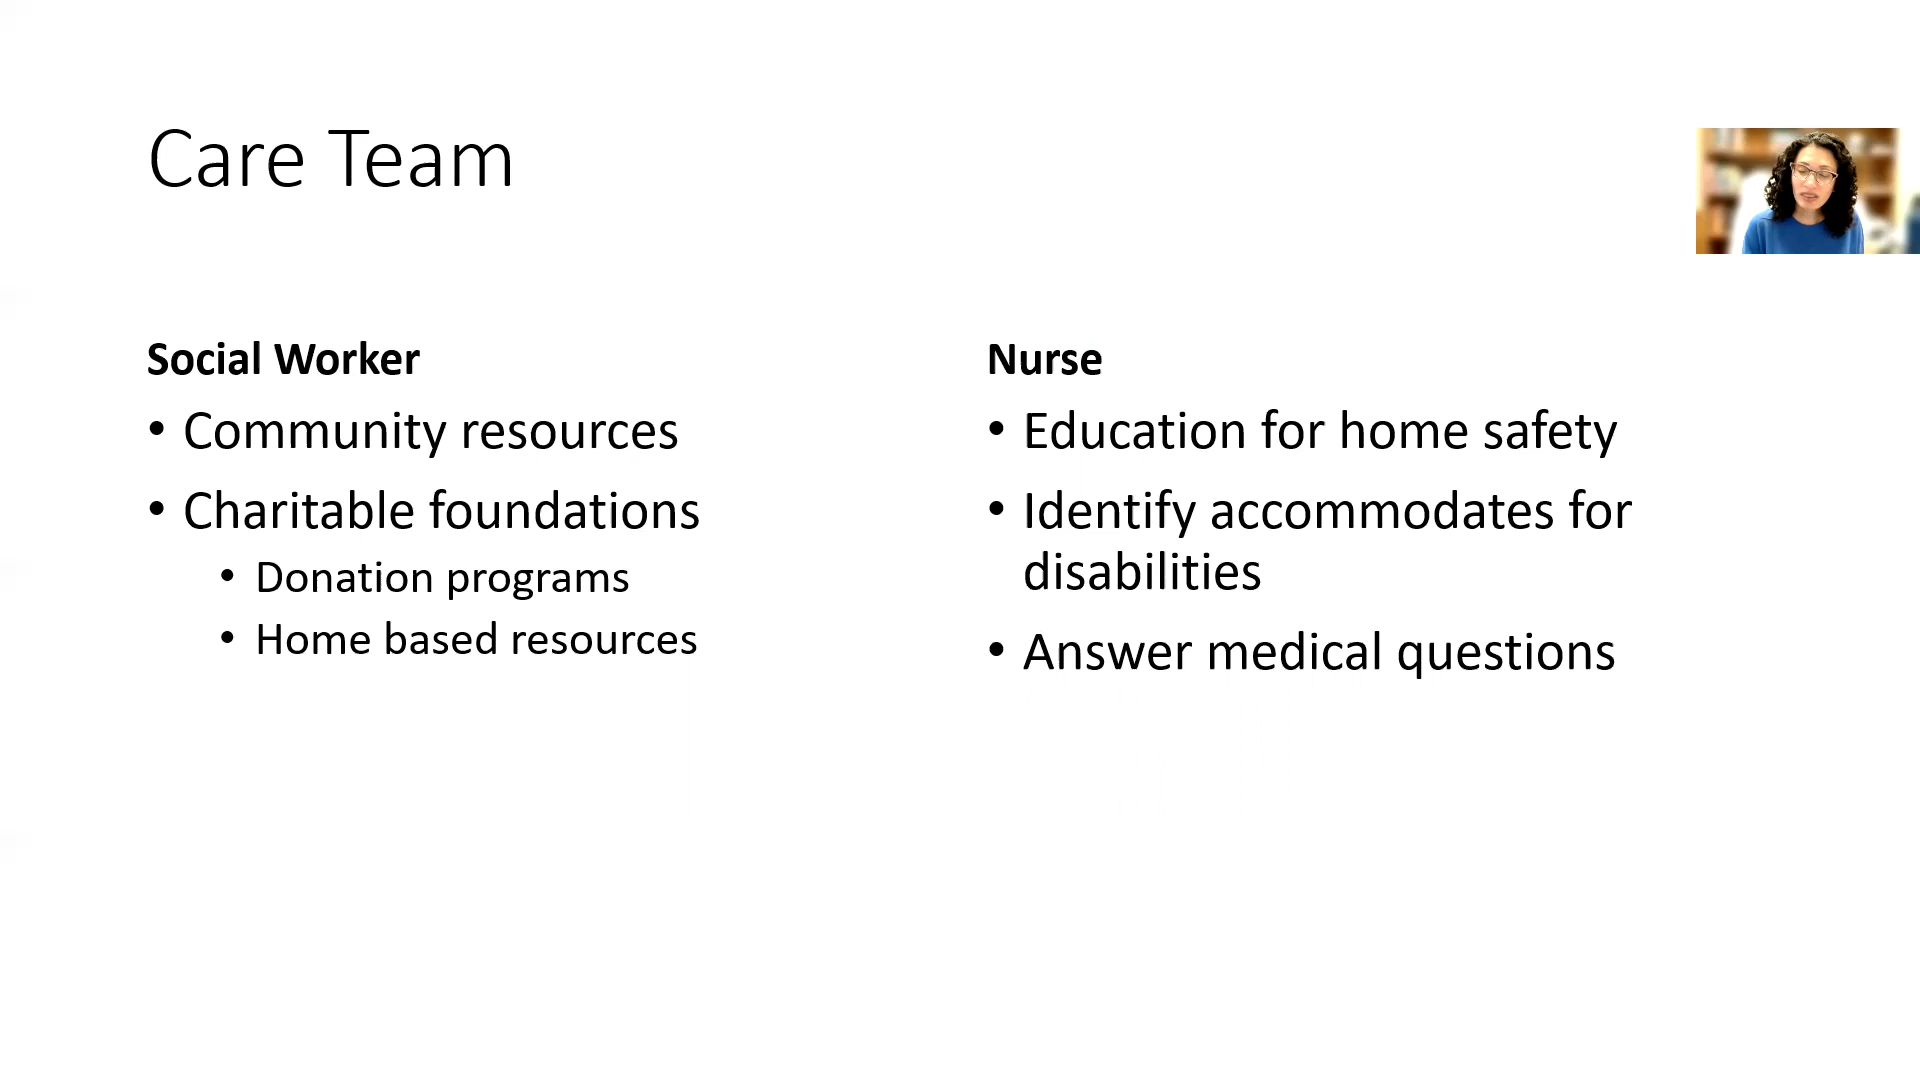 Care Team
Social Worker
• Community resources
• Charitable foundations
• Donation programs
• Home based resources
Nurse
• Education for home safety
• Identify accommodates for
disabilities
• Answer medical questions